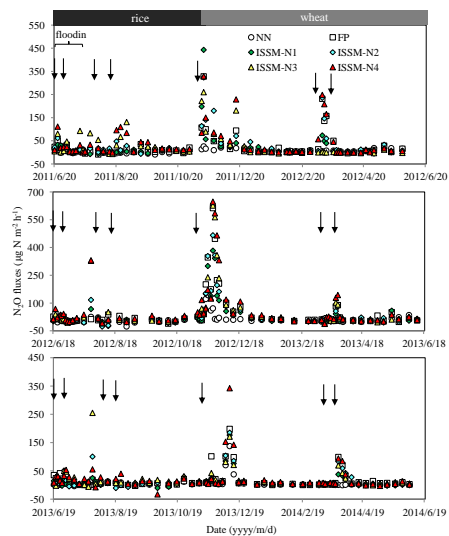 rice wheat
550
450
350
250
150
50
-50
floodin
NN FP
ISSM-N1 ISSM-N2
ISSM-N3 ISSM-N4
2011/6/20 2011/8/20 2011/10/20 2011/12/20 2012/2/20 2012/4/20 2012/6/20
N2O fluxes (µg N m-2 h-1)
700
550
400
250
100
-50
2012/6/18 2012/8/18 2012/10/18 2012/12/18 2013/2/18 2013/4/18 2013/6/18
450
350
250
150
50
-50
2013/6/19 2013/8/19 2013/10/19 2013/12/19 2014/2/19 2014/4/19 2014/6/19
Date (yyyy/m/d)